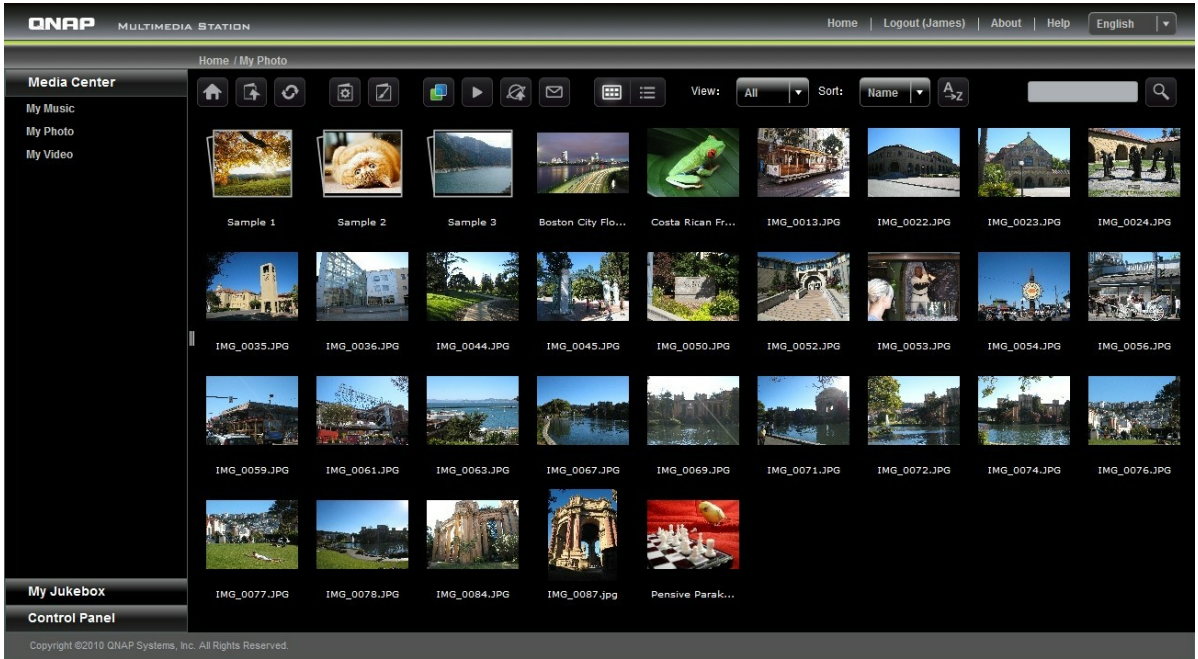 QNAP MULTIMEDIA STATION
Home | Logout (James) | About | Help English
Home / My Photo
Media Center
My Music
My Photo
My Video
View: All Sort: Name A→Z
Sample 1 Sample 2 Sample 3 Boston City Flo... Costa Rican Fr... IMG_0013.JPG IMG_0022.JPG IMG_0023.JPG IMG_0024.JPG
IMG_0035.JPG IMG_0036.JPG IMG_0044.JPG IMG_0045.JPG IMG_0050.JPG IMG_0052.JPG IMG_0053.JPG IMG_0054.JPG IMG_0056.JPG
IMG_0059.JPG IMG_0061.JPG IMG_0063.JPG IMG_0067.JPG IMG_0069.JPG IMG_0071.JPG IMG_0072.JPG IMG_0074.JPG IMG_0076.JPG
IMG_0077.JPG IMG_0078.JPG IMG_0084.JPG IMG_0087.jpg Pensive Parak...
My Jukebox
Control Panel
Copyright ©2010 QNAP Systems, Inc. All Rights Reserved.